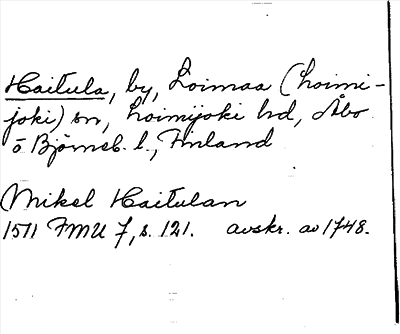 Haitula, by, Loimaa (Loimi-
joki) sn, Loimijoki hd, Åbo
o Björneb. l., Finland
Mikel Haitulan
1511 FMU 7, s. 121. avskr. av 1748.